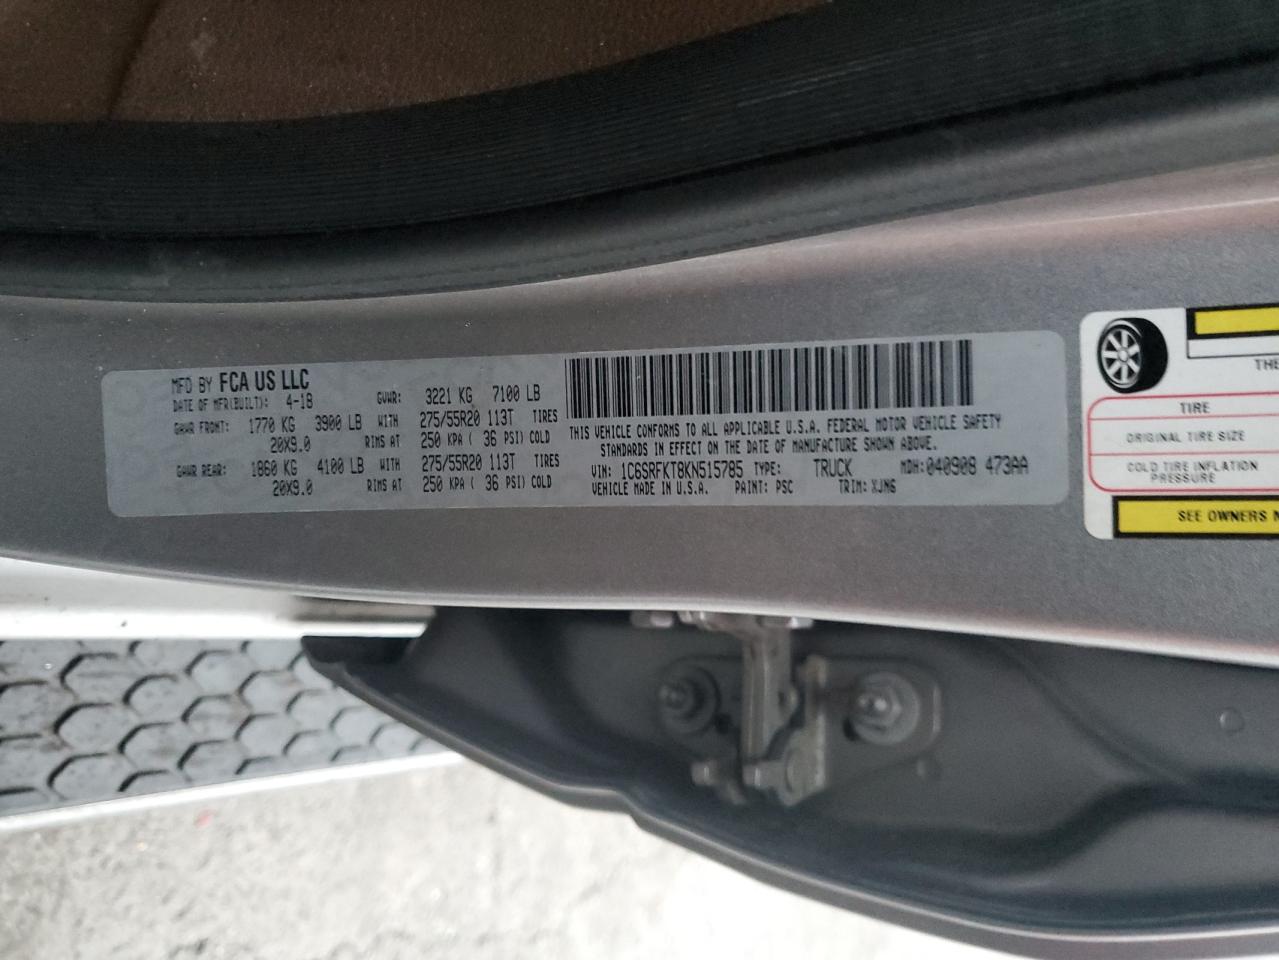 MFD BY FCA US LLC
DATE OF MFR(BUILT): 4-18 GVWR: 3221 KG 7100 LB
GAWR FRONT: 1770 KG 3900 LB WITH 275/55R20 113T TIRES
20X9.0 RIMS AT 250 KPA ( 36 PSI) COLD
GAWR REAR: 1860 KG 4100 LB WITH 275/55R20 113T TIRES
20X9.0 RIMS AT 250 KPA ( 36 PSI) COLD
THIS VEHICLE CONFORMS TO ALL APPLICABLE U.S.A. FEDERAL MOTOR VEHICLE SAFETY
STANDARDS IN EFFECT ON THE DATE OF MANUFACTURE SHOWN ABOVE.
VIN: 1C6SRFKT8KN515785 TYPE: TRUCK MDH: 040908 473AA
VEHICLE MADE IN U.S.A. PAINT: PSC TRIM: XJN6
THE
TIRE
ORIGINAL TIRE SIZE
COLD TIRE INFLATION
PRESSURE
SEE OWNERS